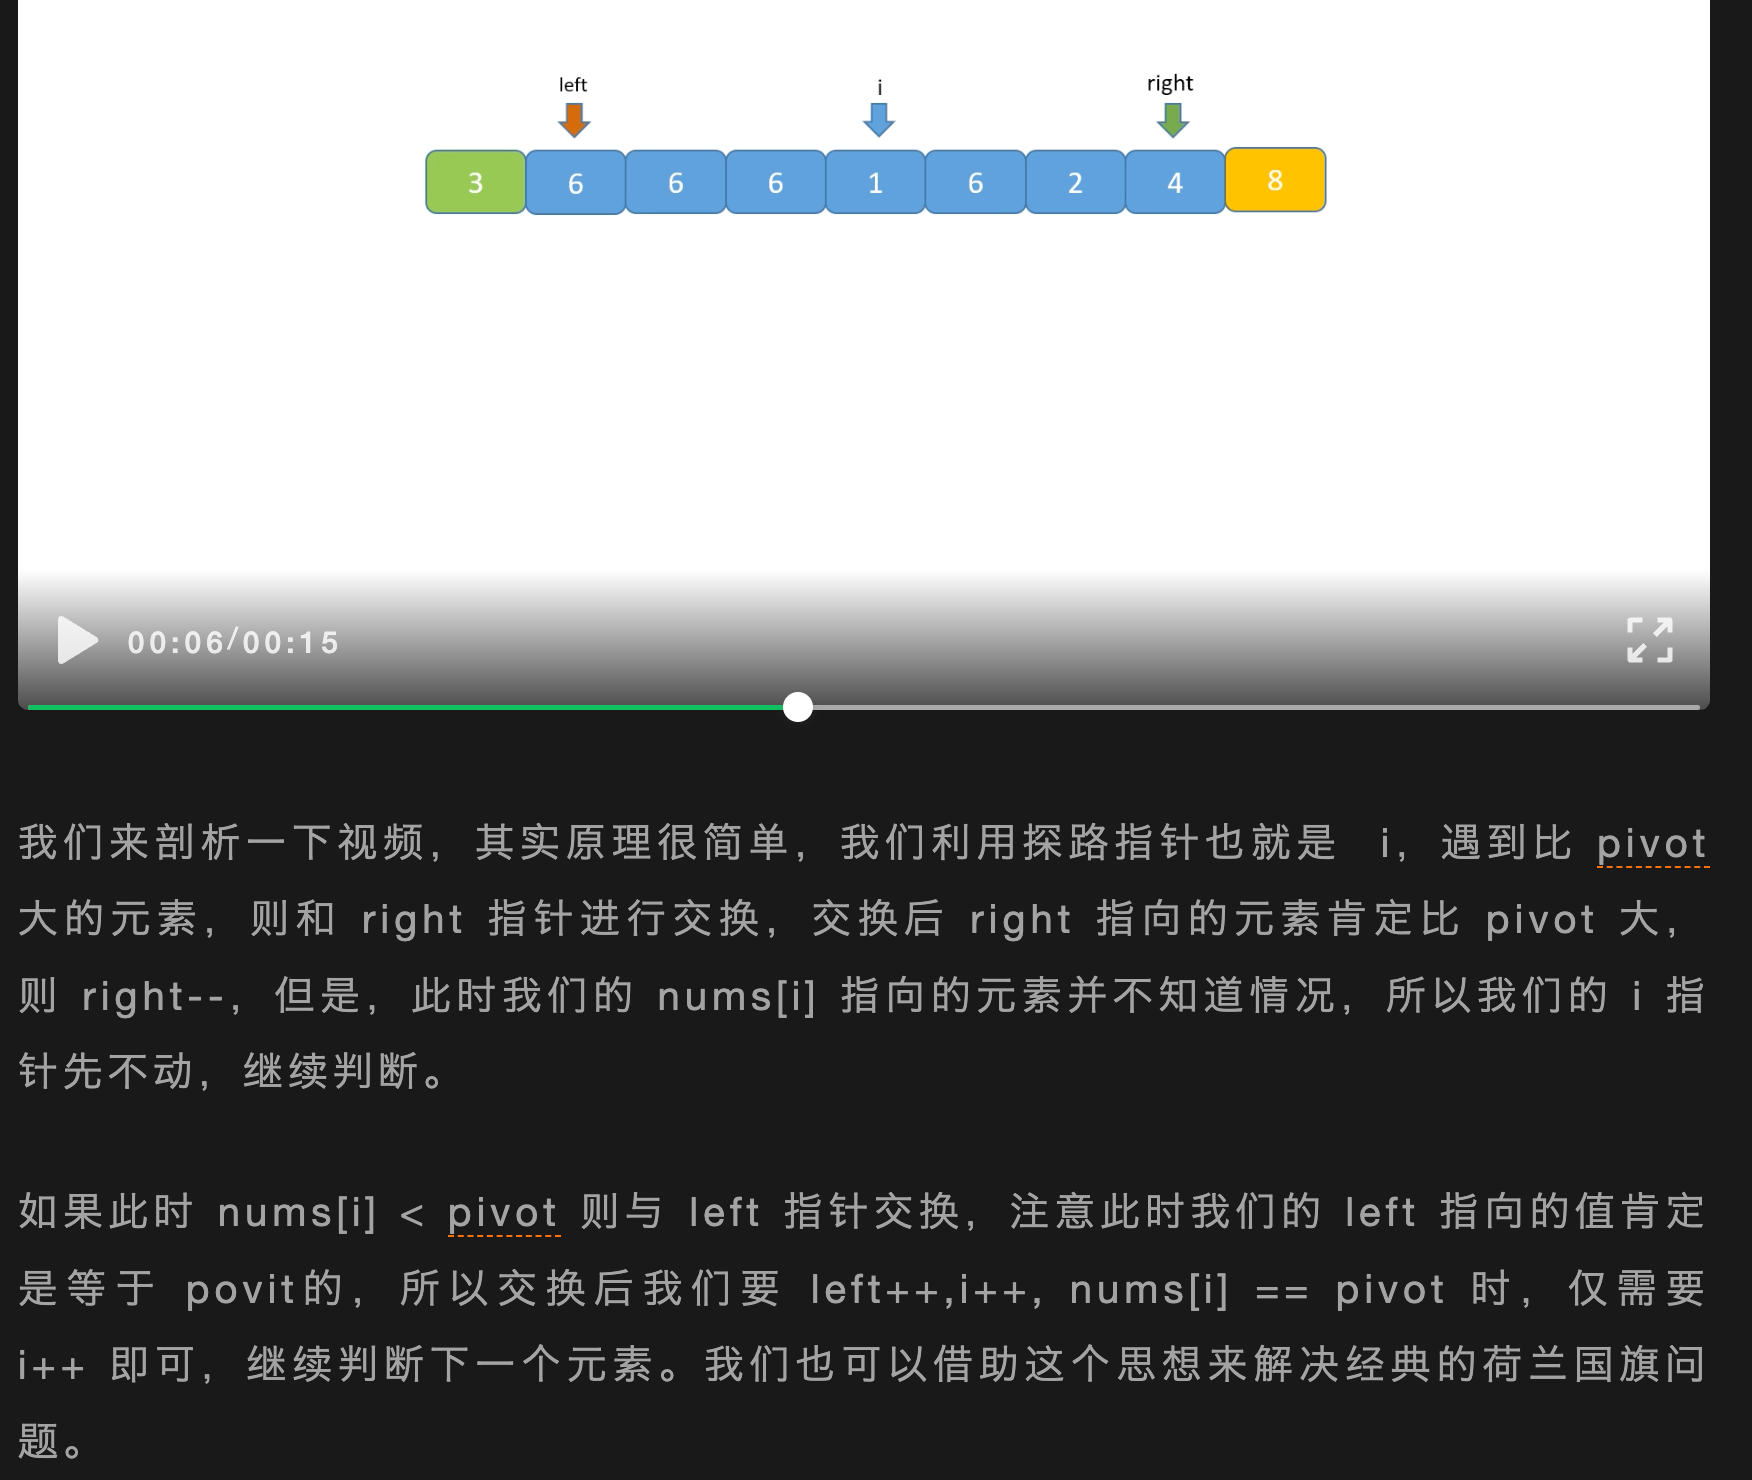 left i right
3 6 6 6 1 6 2 4 8
00:06/00:15
我们来剖析一下视频，其实原理很简单，我们利用探路指针也就是 i，遇到比 pivot
大的元素，则和 right 指针进行交换，交换后 right 指向的元素肯定比 pivot 大，
则 right--，但是，此时我们的 nums[i] 指向的元素并不知道情况，所以我们的 i 指
针先不动，继续判断。
如果此时 nums[i] < pivot 则与 left 指针交换，注意此时我们的 left 指向的值肯定
是等于 povit的，所以交换后我们要 left++,i++, nums[i] == pivot 时，仅需要
i++ 即可，继续判断下一个元素。我们也可以借助这个思想来解决经典的荷兰国旗问
题。